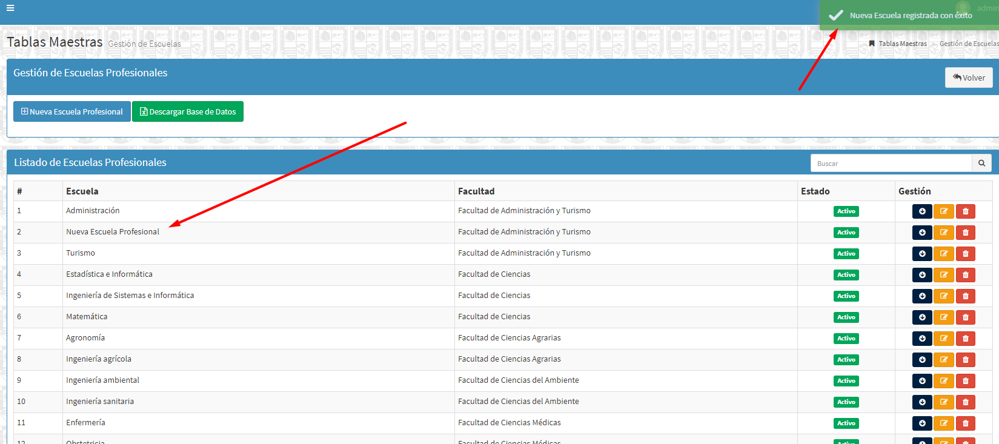 Nueva Escuela registrada con éxito
admin
Tablas Maestras Gestión de Escuelas
Tablas Maestras > Gestión de Escuelas
Gestión de Escuelas Profesionales
Volver
Nueva Escuela Profesional
Descargar Base de Datos
Listado de Escuelas Profesionales
Buscar
# Escuela Facultad Estado Gestión
1 Administración Facultad de Administración y Turismo Activo
2 Nueva Escuela Profesional Facultad de Administración y Turismo Activo
3 Turismo Facultad de Administración y Turismo Activo
4 Estadística e Informática Facultad de Ciencias Activo
5 Ingeniería de Sistemas e Informática Facultad de Ciencias Activo
6 Matemática Facultad de Ciencias Activo
7 Agronomía Facultad de Ciencias Agrarias Activo
8 Ingeniería agrícola Facultad de Ciencias Agrarias Activo
9 Ingeniería ambiental Facultad de Ciencias del Ambiente Activo
10 Ingeniería sanitaria Facultad de Ciencias del Ambiente Activo
11 Enfermería Facultad de Ciencias Médicas Activo
12 Obstetricia Facultad de Ciencias Médicas Activo